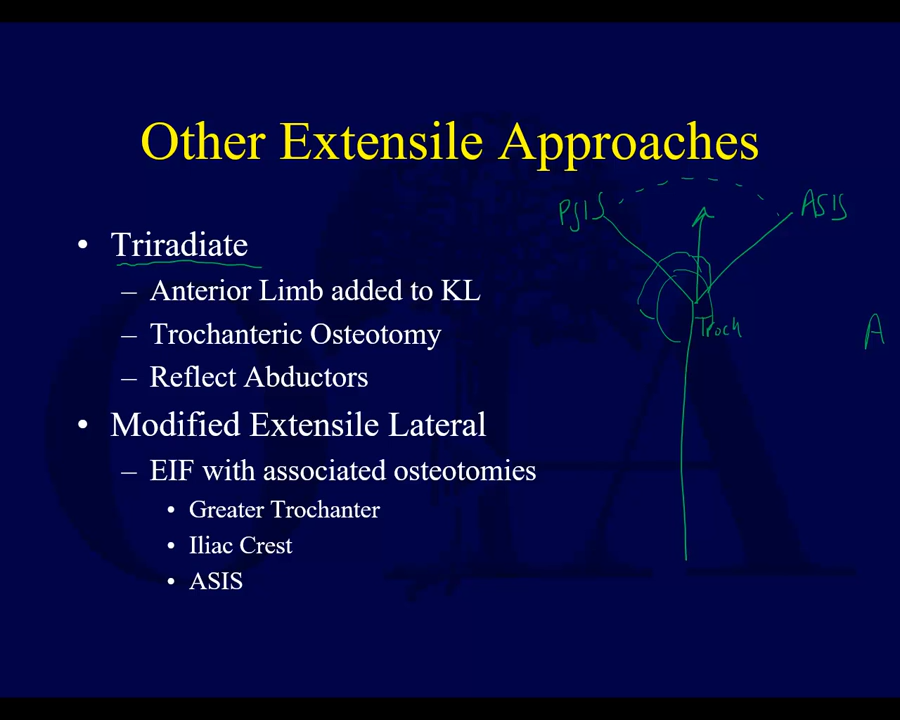 Other Extensile Approaches
PSIS
ASIS
• Triradiate
– Anterior Limb added to KL
– Trochanteric Osteotomy
– Reflect Abductors
Troch
A
• Modified Extensile Lateral
– EIF with associated osteotomies
• Greater Trochanter
• Iliac Crest
• ASIS
OTA